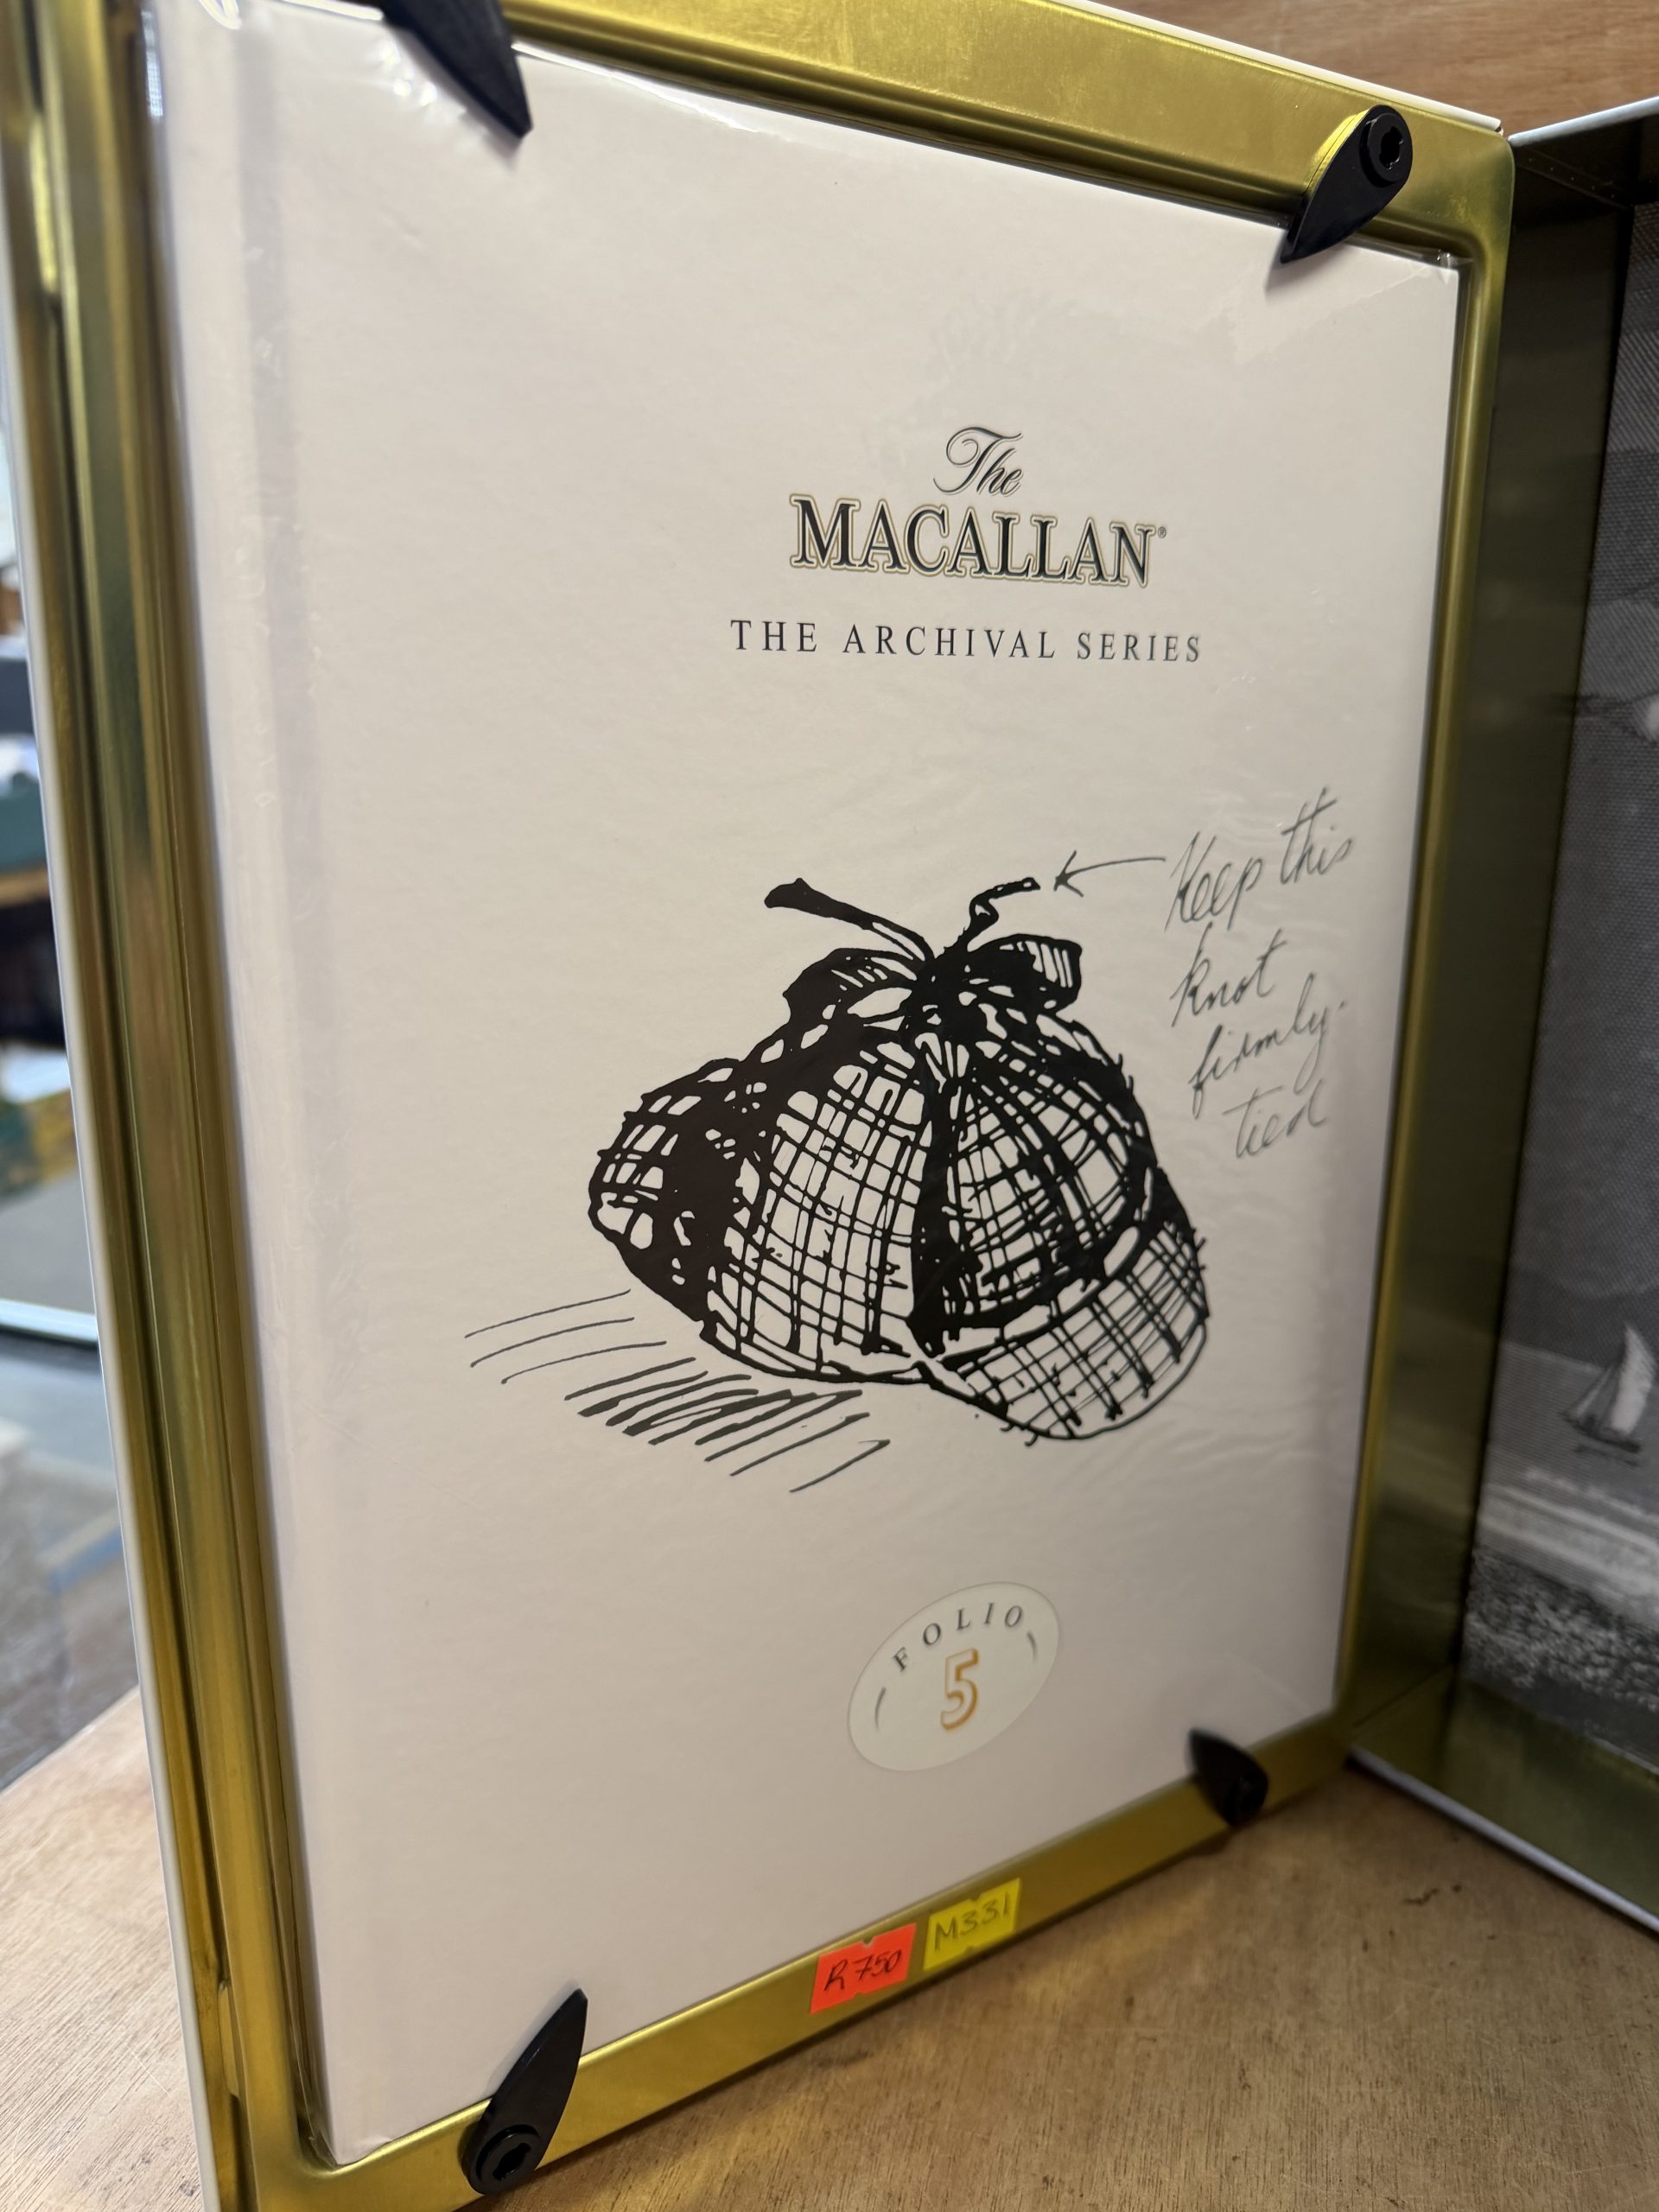 The
MACALLAN®
THE ARCHIVAL SERIES
Keep this
knot
firmly
tied
FOLIO
5
R750
M331